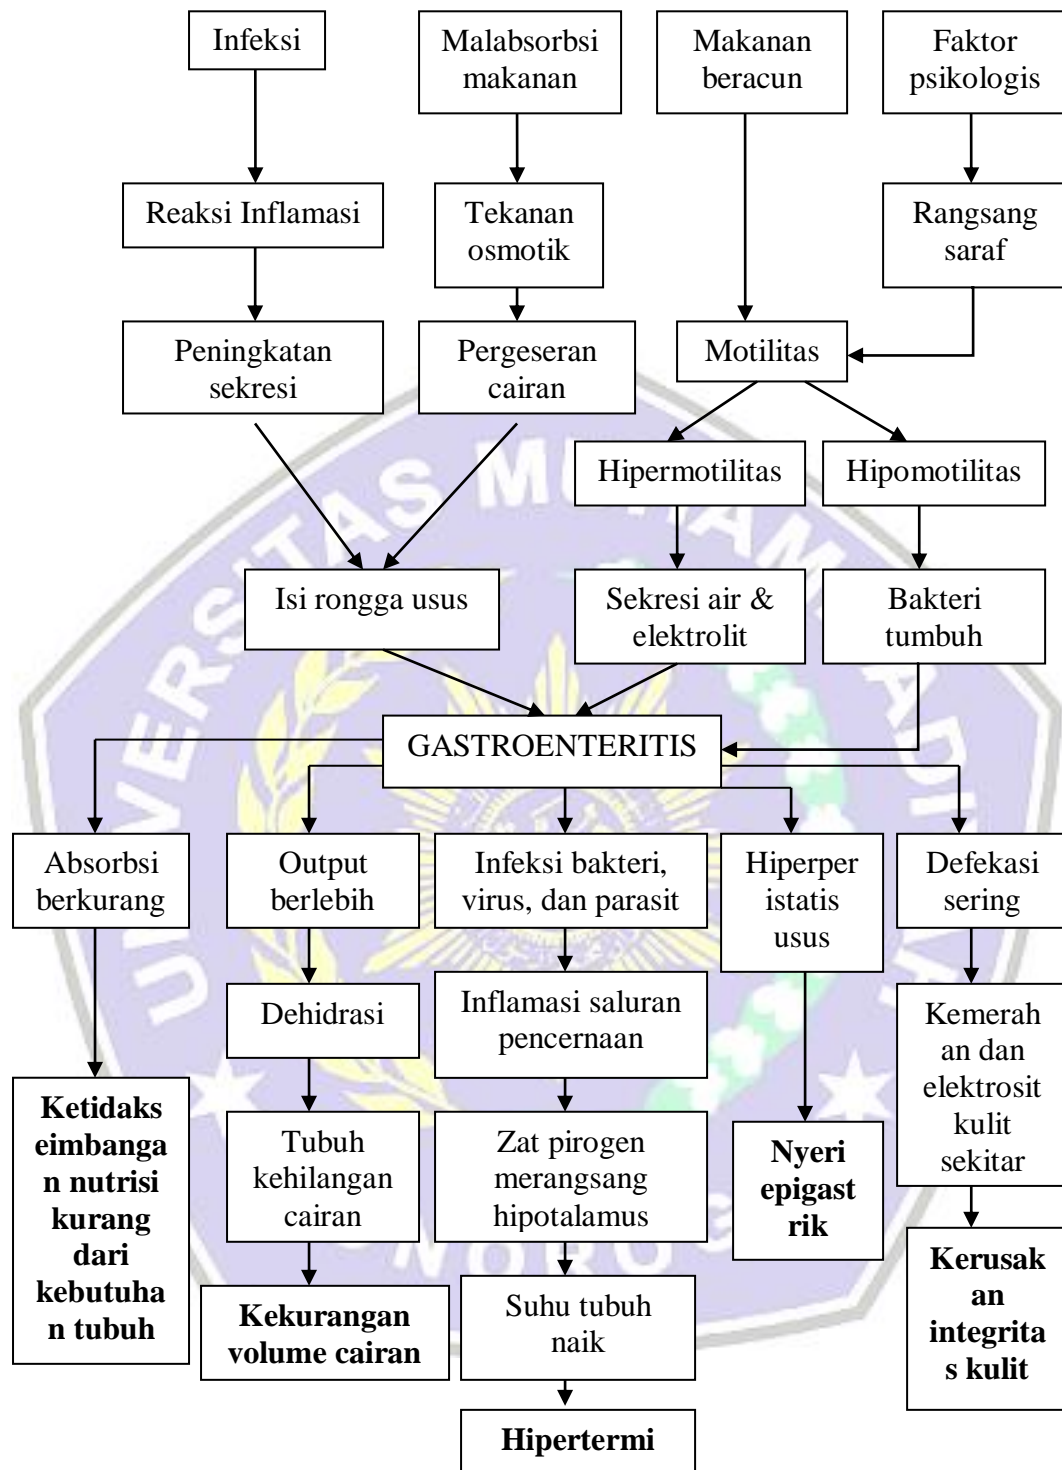 Infeksi
Malabsorbsi
makanan
Makanan
beracun
Faktor
psikologis
Reaksi Inflamasi
Tekanan
osmotik
Rangsang
saraf
Peningkatan
sekresi
Pergeseran
cairan
Motilitas
Hipermotilitas
Hipomotilitas
Isi rongga usus
Sekresi air &
elektrolit
Bakteri
tumbuh
GASTROENTERITIS
Absorbsi
berkurang
Output
berlebih
Infeksi bakteri,
virus, dan parasit
Hiperper
istatis
usus
Defekasi
sering
Dehidrasi
Inflamasi saluran
pencernaan
Kemerah
an dan
elektrosit
kulit
sekitar
Ketidaks
eimbanga
n nutrisi
kurang
dari
kebutuha
n tubuh
Tubuh
kehilangan
cairan
Zat pirogen
merangsang
hipotalamus
Nyeri
epigast
rik
Kekurangan
volume cairan
Suhu tubuh
naik
Kerusak
an
integrita
s kulit
Hipertermi
UNIVERSITAS